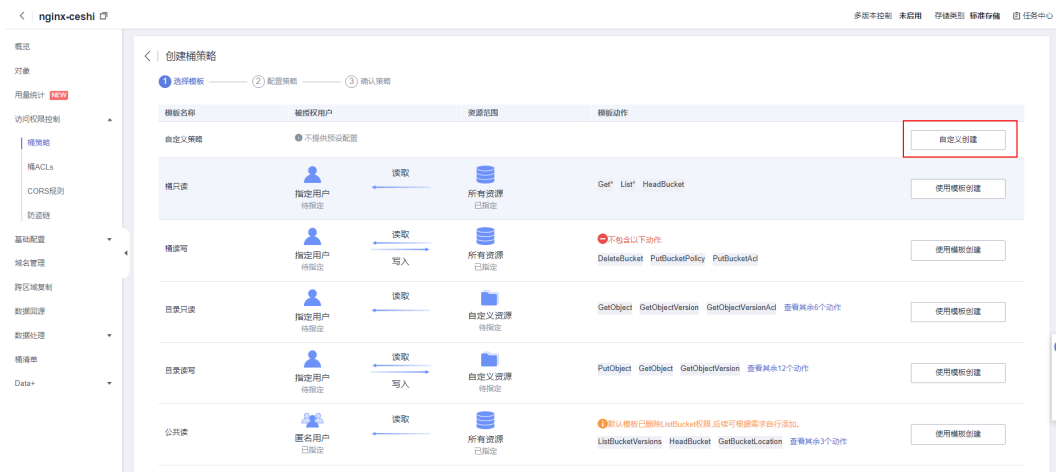 nginx-ceshi
多版本控制 未启用 存储类别 标准存储 任务中心
概览
对象
用量统计 NEW
访问权限控制
桶策略
桶ACLs
CORS规则
防盗链
基础配置
域名管理
跨区域复制
数据回源
数据处理
桶清单
Data+
创建桶策略
1 选择模板 2 配置策略 3 确认策略
模板名称 被授权用户 资源范围 模板动作
自定义策略 不提供预设配置 自定义创建
桶只读 指定用户 待指定 读取 所有资源 已指定 Get* List* HeadBucket 使用模板创建
桶读写 指定用户 待指定 读取 写入 所有资源 已指定 不包含以下动作
DeleteBucket PutBucketPolicy PutBucketAcl 使用模板创建
目录只读 指定用户 待指定 读取 自定义资源 待指定 GetObject GetObjectVersion GetObjectVersionAcl 查看其余6个动作 使用模板创建
目录读写 指定用户 待指定 读取 写入 自定义资源 待指定 PutObject GetObject GetObjectVersion 查看其余12个动作 使用模板创建
公共读 匿名用户 已指定 读取 所有资源 已指定 默认模板已删除ListBucket权限,后续可根据需求自行添加。
ListBucketVersions HeadBucket GetBucketLocation 查看其余3个动作 使用模板创建